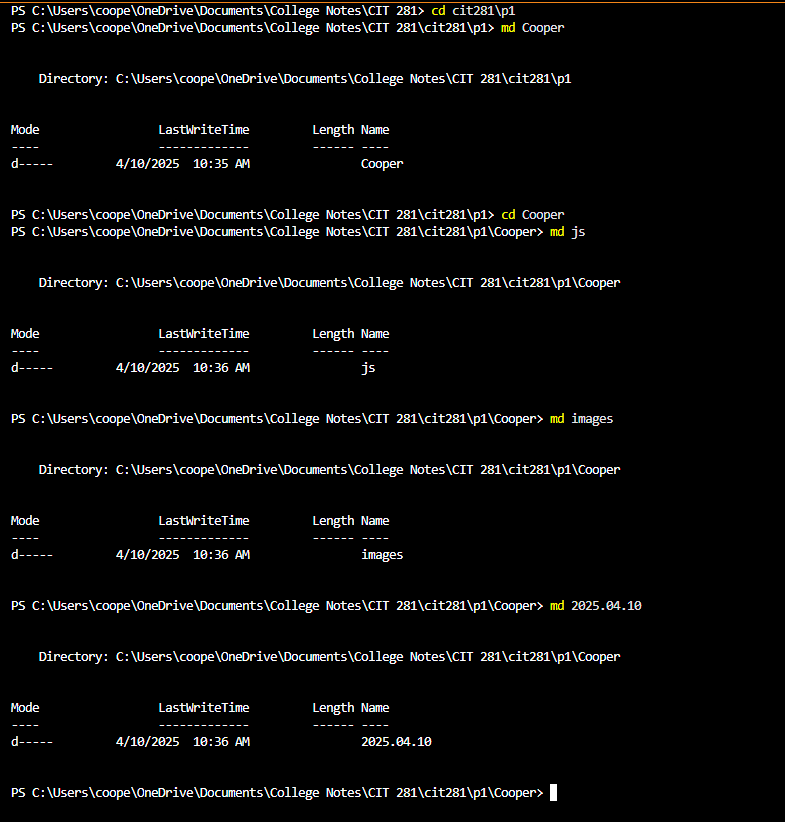 PS C:\Users\coope\OneDrive\Documents\College Notes\CIT 281> cd cit281\p1
PS C:\Users\coope\OneDrive\Documents\College Notes\CIT 281\cit281\p1> md Cooper
Directory: C:\Users\coope\OneDrive\Documents\College Notes\CIT 281\cit281\p1
Mode LastWriteTime Length Name
---- ------------- ------ ----
d----- 4/10/2025 10:35 AM Cooper
PS C:\Users\coope\OneDrive\Documents\College Notes\CIT 281\cit281\p1> cd Cooper
PS C:\Users\coope\OneDrive\Documents\College Notes\CIT 281\cit281\p1\Cooper> md js
Directory: C:\Users\coope\OneDrive\Documents\College Notes\CIT 281\cit281\p1\Cooper
Mode LastWriteTime Length Name
---- ------------- ------ ----
d----- 4/10/2025 10:36 AM js
PS C:\Users\coope\OneDrive\Documents\College Notes\CIT 281\cit281\p1\Cooper> md images
Directory: C:\Users\coope\OneDrive\Documents\College Notes\CIT 281\cit281\p1\Cooper
Mode LastWriteTime Length Name
---- ------------- ------ ----
d----- 4/10/2025 10:36 AM images
PS C:\Users\coope\OneDrive\Documents\College Notes\CIT 281\cit281\p1\Cooper> md 2025.04.10
Directory: C:\Users\coope\OneDrive\Documents\College Notes\CIT 281\cit281\p1\Cooper
Mode LastWriteTime Length Name
---- ------------- ------ ----
d----- 4/10/2025 10:36 AM 2025.04.10
PS C:\Users\coope\OneDrive\Documents\College Notes\CIT 281\cit281\p1\Cooper>